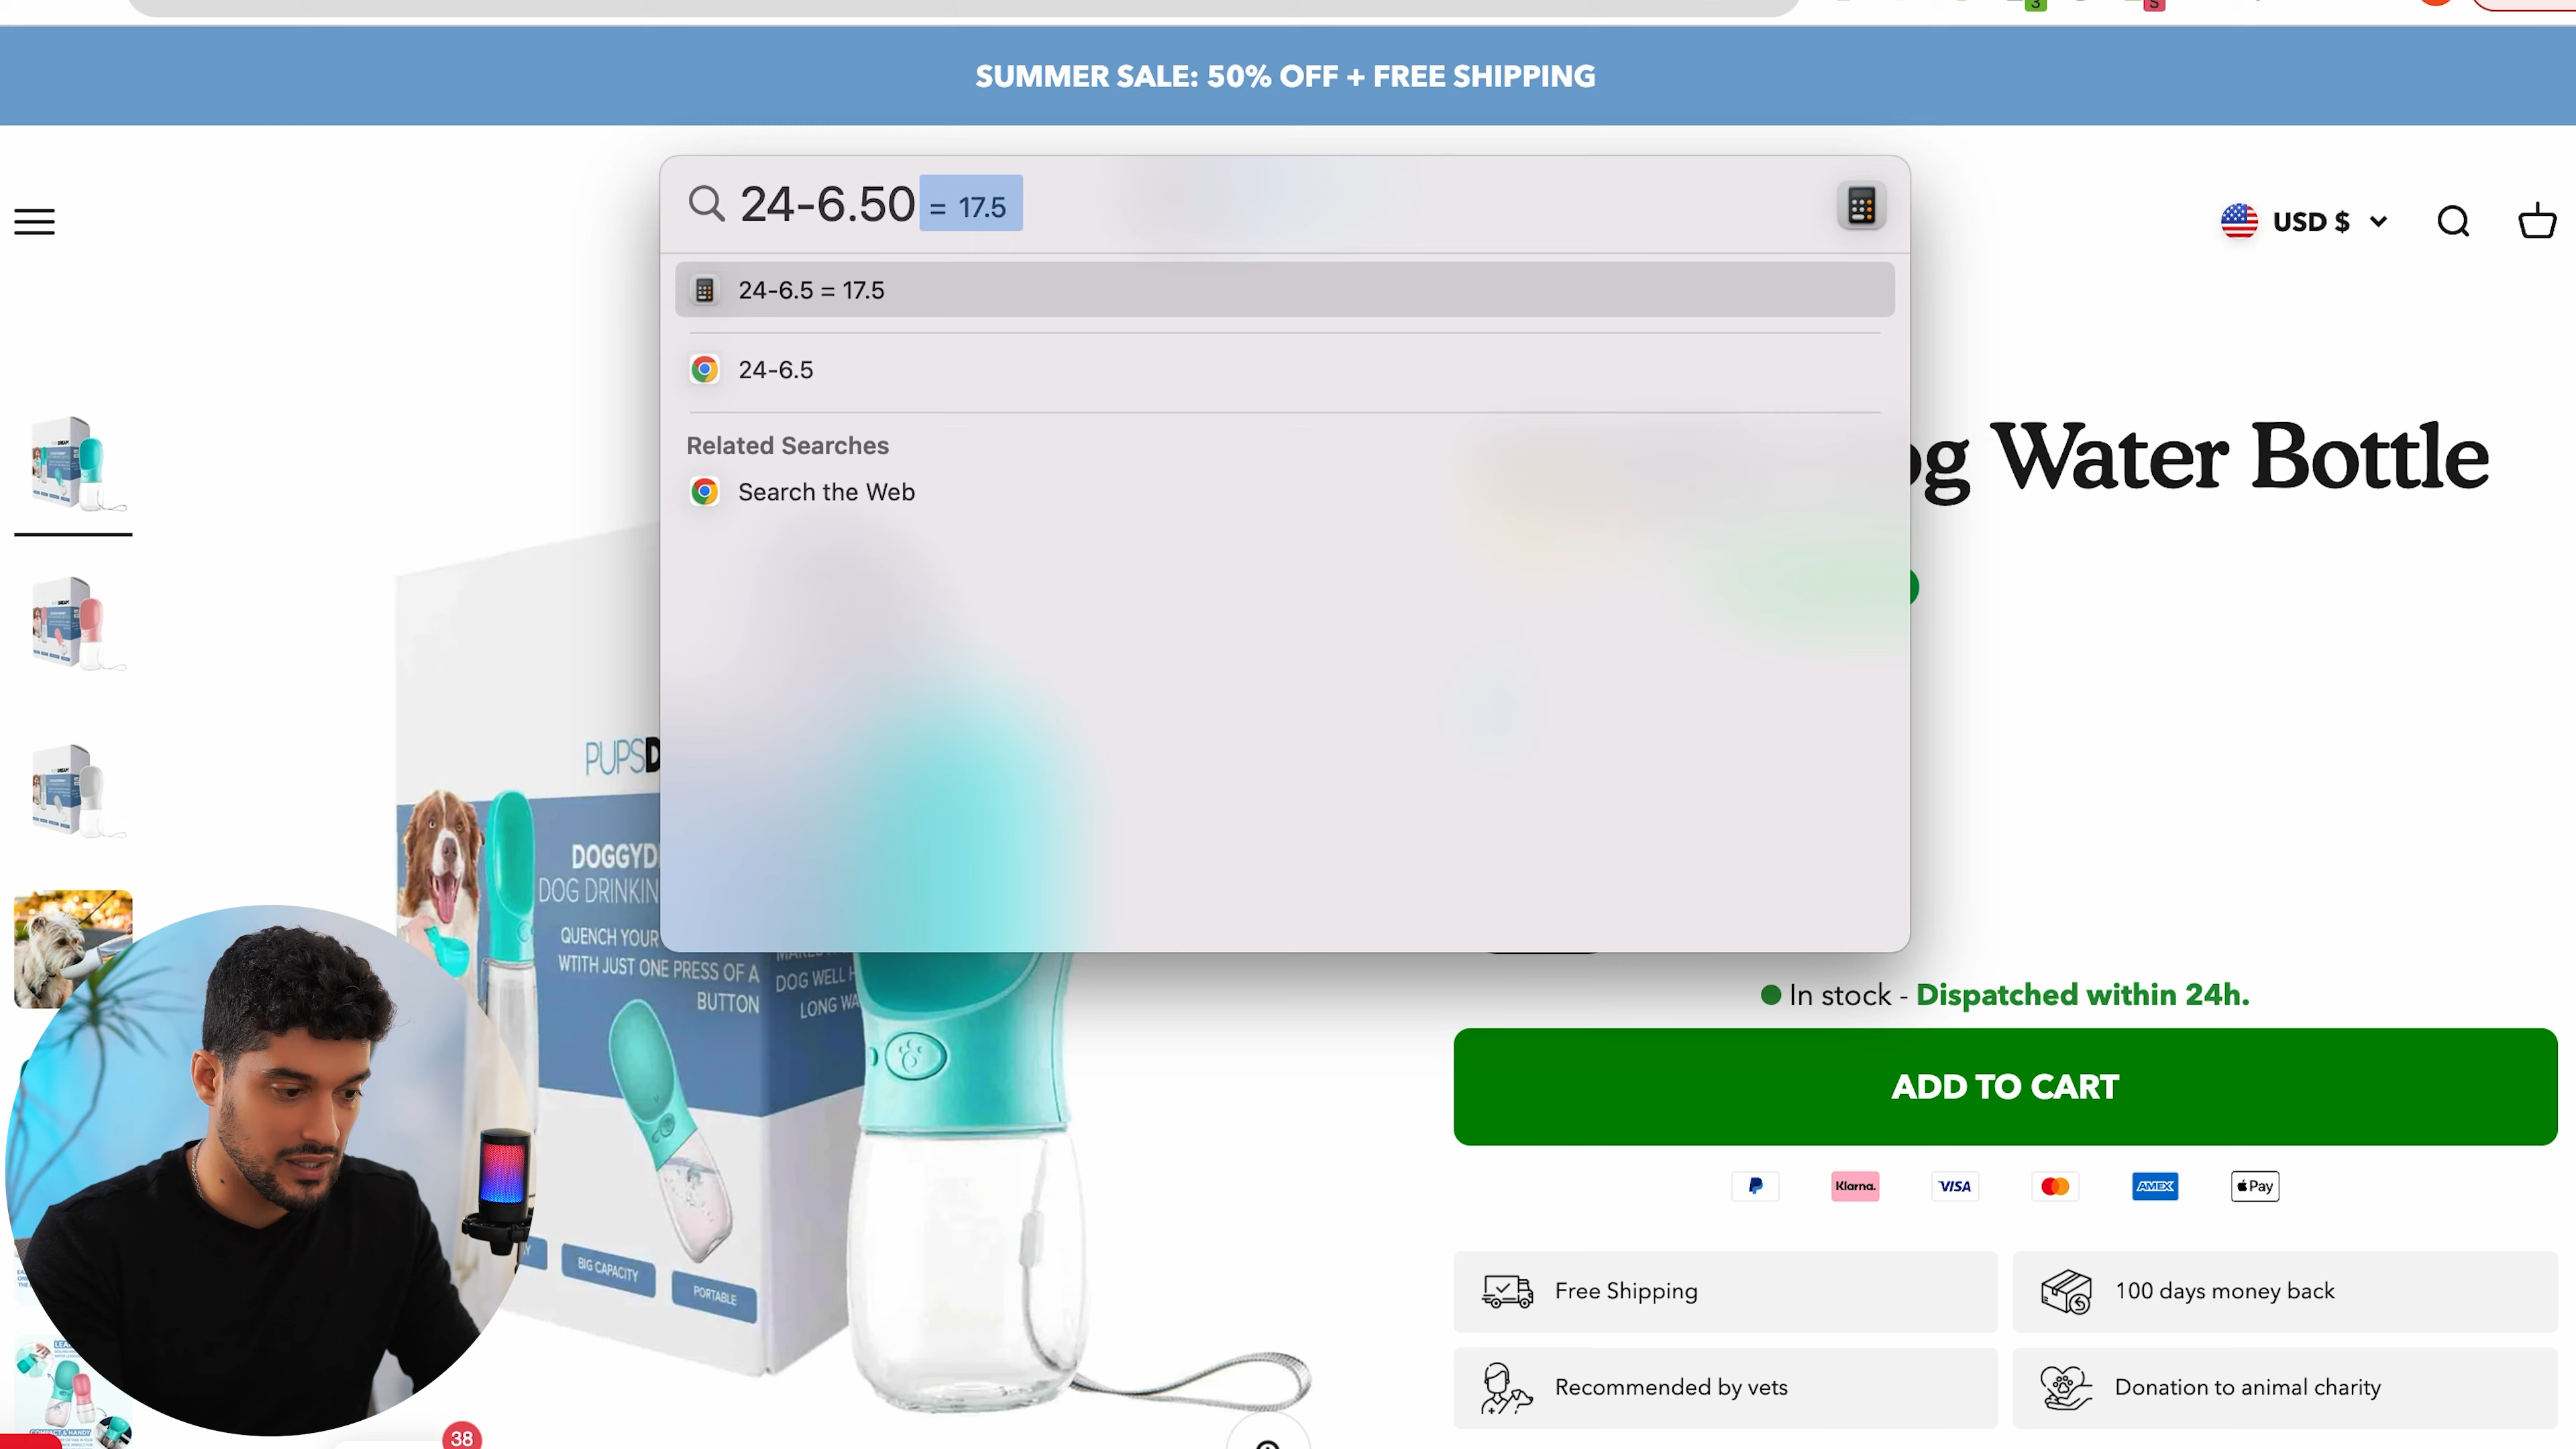 SUMMER SALE: 50% OFF + FREE SHIPPING
24-6.50 = 17.5
USD $
24-6.5 = 17.5
24-6.5
Related Searches
Search the Web
Water Bottle
PUPSD
DOGGYD
DOG DRINKIN
QUENCH YOUR
WTITH JUST ONE PRESS OF A
BUTTON
DOG WELL H
LONG WA
BIG CAPACITY
PORTABLE
In stock - Dispatched within 24h.
ADD TO CART
Klarna.
VISA
AMEX
Pay
Free Shipping
100 days money back
Recommended by vets
Donation to animal charity
COMPACT & HANDY
38